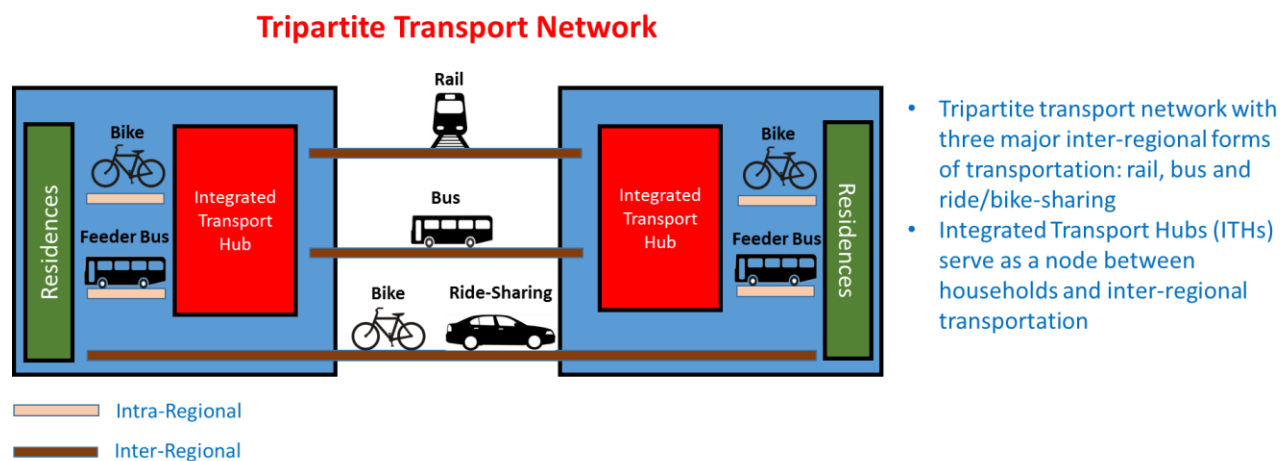 Tripartite Transport Network
Rail
Bike
Bike
Integrated
Transport
Hub
Integrated
Transport
Hub
Residences
Residences
Bus
Feeder Bus
Feeder Bus
Bike
Ride-Sharing
• Tripartite transport network with
three major inter-regional forms
of transportation: rail, bus and
ride/bike-sharing
• Integrated Transport Hubs (ITHs)
serve as a node between
households and inter-regional
transportation
Intra-Regional
Inter-Regional